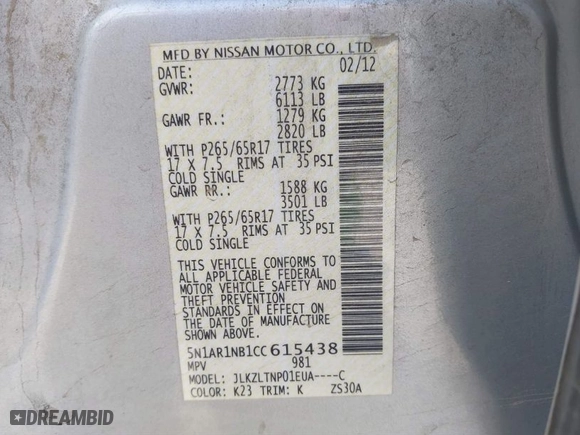 MFD BY NISSAN MOTOR CO., LTD.
DATE: 02/12
GVWR: 2773 KG
6113 LB
GAWR FR.: 1279 KG
2820 LB
WITH P265/65R17 TIRES
17 X 7.5 RIMS AT 35 PSI
COLD SINGLE
GAWR RR.: 1588 KG
3501 LB
WITH P265/65R17 TIRES
17 X 7.5 RIMS AT 35 PSI
COLD SINGLE
THIS VEHICLE CONFORMS TO
ALL APPLICABLE FEDERAL
MOTOR VEHICLE SAFETY AND
THEFT PREVENTION
STANDARDS IN EFFECT ON
THE DATE OF MANUFACTURE
SHOWN ABOVE.
5N1AR1NB1CC615438
MPV 981
MODEL: JLKZLTNP01EUA----C
COLOR: K23 TRIM: K ZS30A
EPICBID